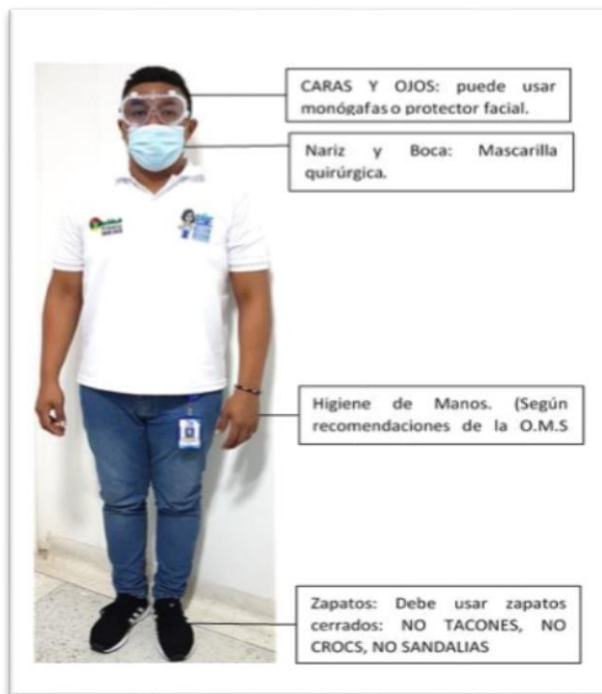 CARAS Y OJOS: puede usar
monógafas o protector facial.
Nariz y Boca: Mascarilla
quirúrgica.
Higiene de Manos. (Según
recomendaciones de la O.M.S
Zapatos: Debe usar zapatos
cerrados: NO TACONES, NO
CROCS, NO SANDALIAS